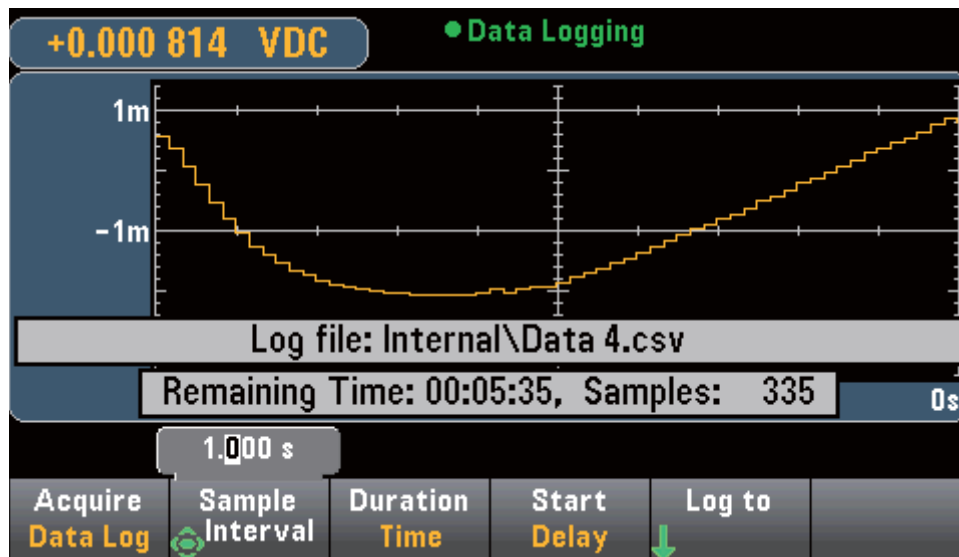 +0.000 814 VDC
Data Logging
1m
-1m
Log file: Internal\Data 4.csv
Remaining Time: 00:05:35, Samples: 335
0s
1.000 s
Acquire
Data Log
Sample
Interval
Duration
Time
Start
Delay
Log to